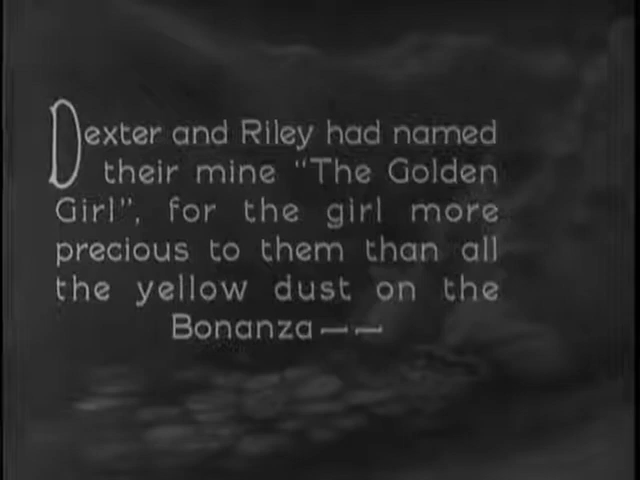 Dexter and Riley had named
their mine "The Golden
Girl", for the girl more
precious to them than all
the yellow dust on the
Bonanza——